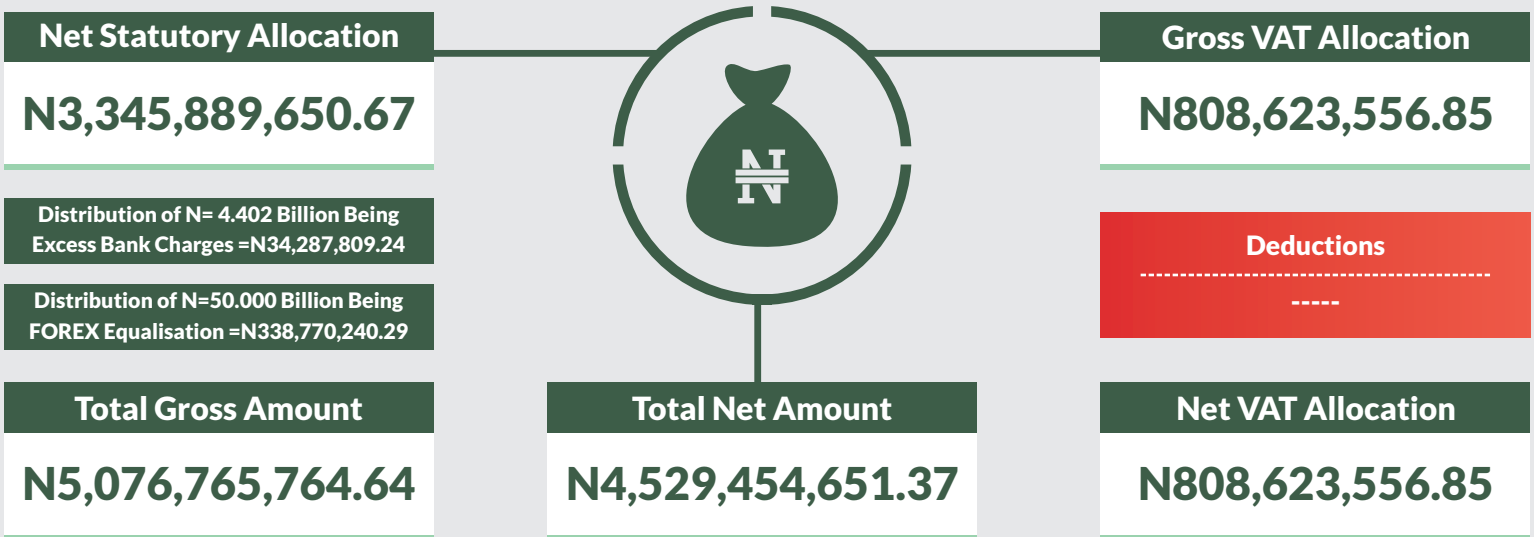 Net Statutory Allocation
N3,345,889,650.67
Distribution of N= 4.402 Billion Being
Excess Bank Charges =N34,287,809.24
Distribution of N=50.000 Billion Being
FOREX Equalisation =N338,770,240.29
Total Gross Amount
N5,076,765,764.64
₦
Total Net Amount
N4,529,454,651.37
Gross VAT Allocation
N808,623,556.85
Deductions
-----
Net VAT Allocation
N808,623,556.85